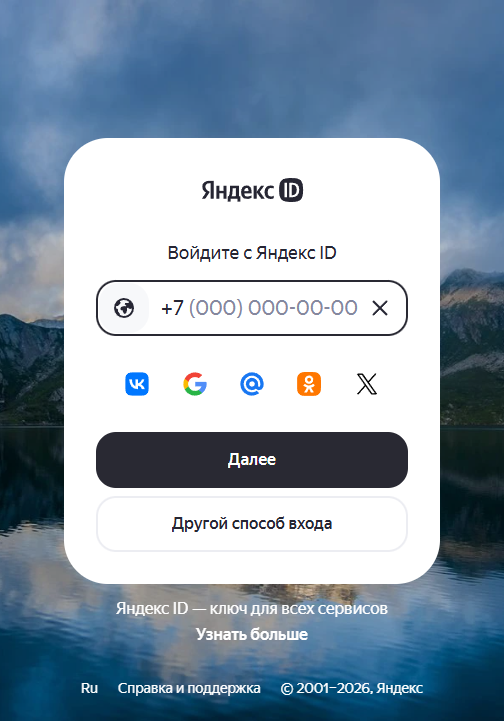 Яндекс ID
Войдите с Яндекс ID
+7 (000) 000-00-00
Далее
Другой способ входа
Яндекс ID — ключ для всех сервисов
Узнать больше
Ru Справка и поддержка © 2001–2026, Яндекс